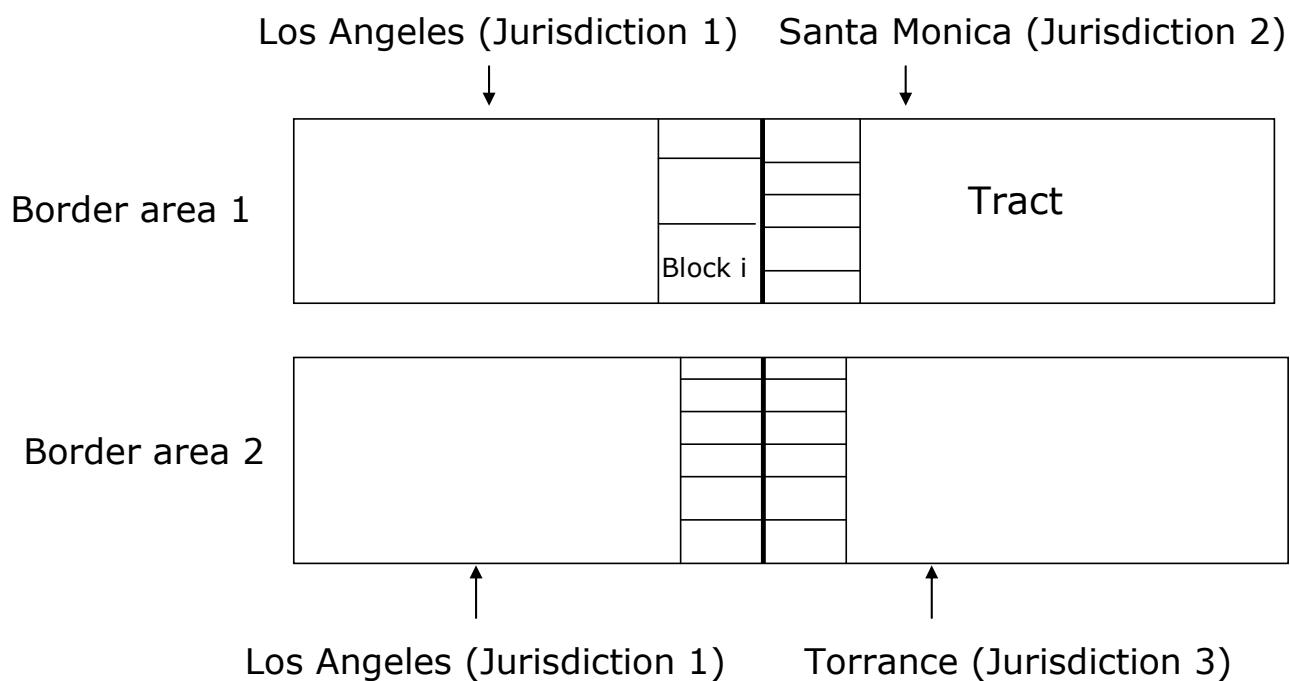 Los Angeles (Jurisdiction 1) Santa Monica (Jurisdiction 2)
Border area 1
Tract
Block i
Border area 2
Los Angeles (Jurisdiction 1) Torrance (Jurisdiction 3)